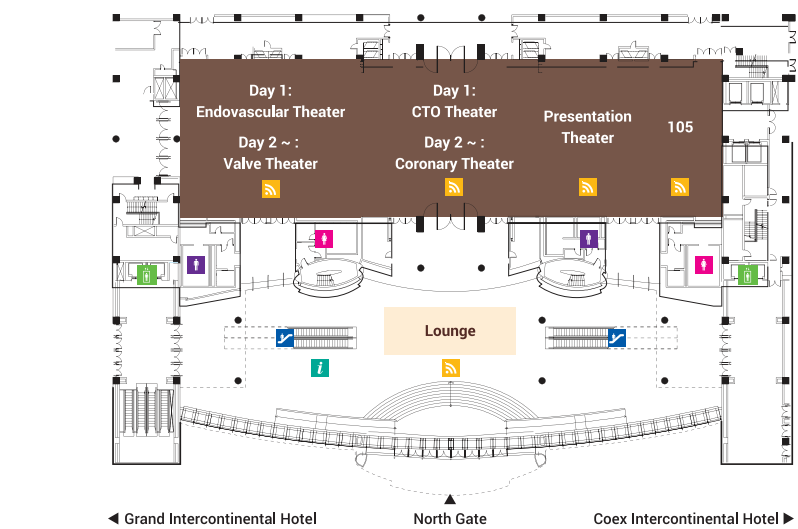 Day 1:
Endovascular Theater
Day 2 ~ :
Valve Theater
Day 1:
CTO Theater
Day 2 ~ :
Coronary Theater
Presentation
Theater
105
Lounge
i
Grand Intercontinental Hotel
North Gate
Coex Intercontinental Hotel